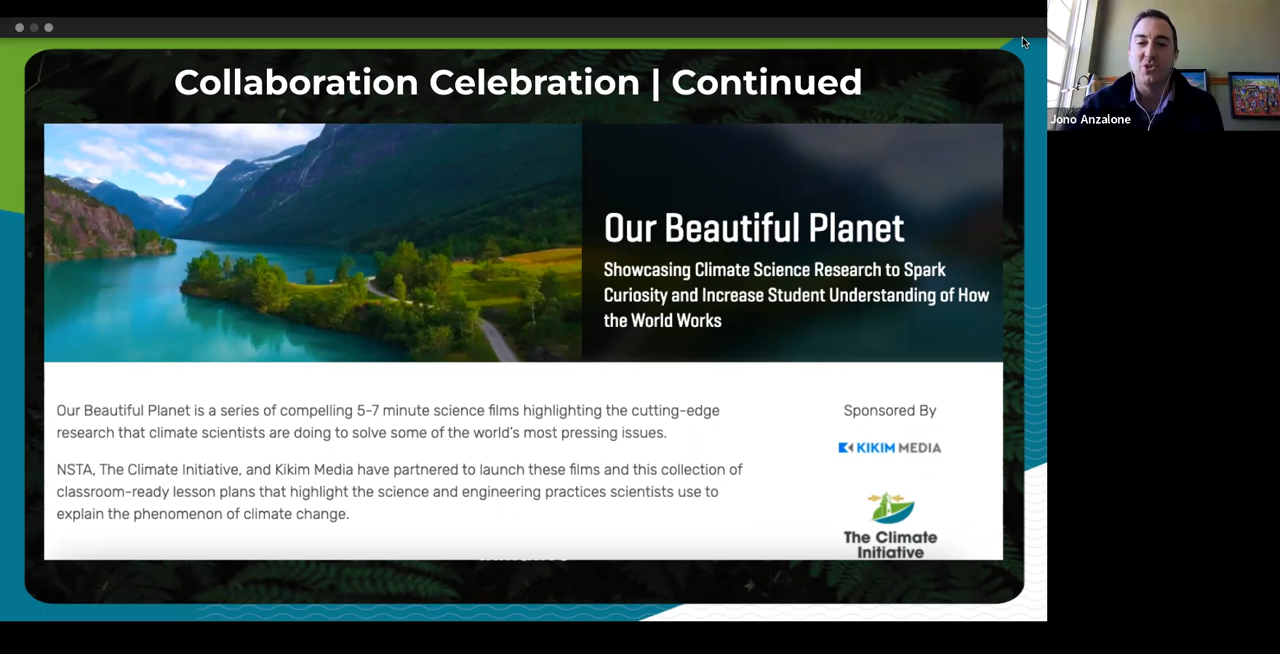 Collaboration Celebration | Continued
Our Beautiful Planet
Showcasing Climate Science Research to Spark
Curiosity and Increase Student Understanding of How
the World Works
Our Beautiful Planet is a series of compelling 5-7 minute science films highlighting the cutting-edge
research that climate scientists are doing to solve some of the world's most pressing issues.
NSTA, The Climate Initiative, and Kikim Media have partnered to launch these films and this collection of
classroom-ready lesson plans that highlight the science and engineering practices scientists use to
explain the phenomenon of climate change.
Sponsored By
KIKIM MEDIA
The Climate
Initiative
Jono Anzalone